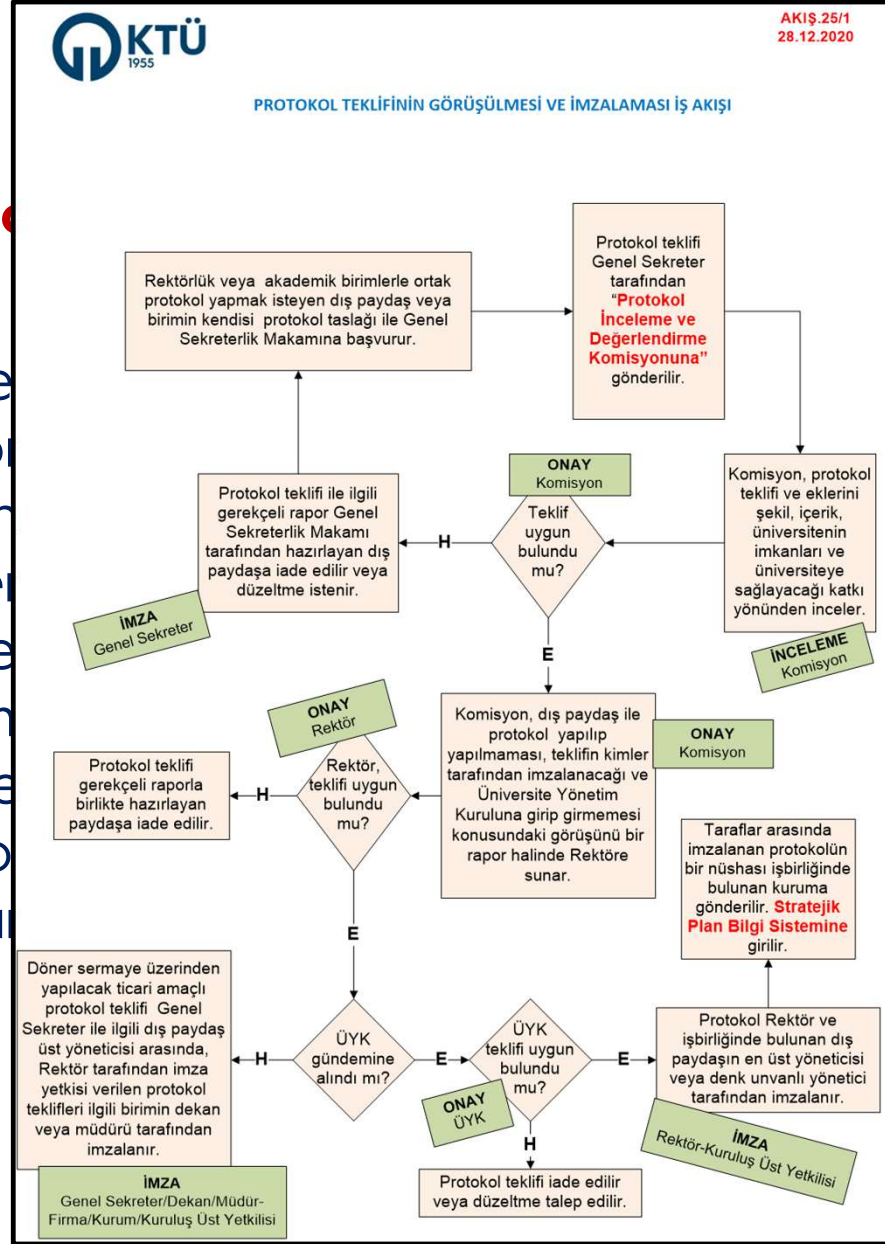 KTÜ
1955
AKIŞ.25/1
28.12.2020
PROTOKOL TEKLİFİNİN GÖRÜŞÜLMESİ VE İMZALAMASI İŞ AKIŞI
Rektörlük veya akademik birimlerle ortak
protokol yapmak isteyen dış paydaş veya
birimin kendisi protokol taslağı ile Genel
Sekreterlik Makamına başvurur.
Protokol teklifi
Genel Sekreter
tarafından
“Protokol
İnceleme ve
Değerlendirme
Komisyonuna”
gönderilir.
Komisyon, protokol
teklifi ve eklerini
şekil, içerik,
üniversitenin
imkanları ve
üniversiteye
sağlayacağı katkı
yönünden inceler.
İNCELEME
Komisyon
ONAY
Komisyon
Teklif
uygun
bulundu
mu?
H
E
Protokol teklifi ile ilgili
gerekçeli rapor Genel
Sekreterlik Makamı
tarafından hazırlayan dış
paydaşa iade edilir veya
düzeltme istenir.
İMZA
Genel Sekreter
Komisyon, dış paydaş ile
protokol yapılıp
yapılmaması, teklifin kimler
tarafından imzalanacağı ve
Üniversite Yönetim
Kuruluna girip girmemesi
konusundaki görüşünü bir
rapor halinde Rektöre
sunar.
ONAY
Komisyon
ONAY
Rektör
Rektör,
teklifi uygun
bulundu
mu?
H
E
Protokol teklifi
gerekçeli raporla
birlikte hazırlayan
paydaşa iade edilir.
ÜYK
gündemine
alındı mı?
H
E
Döner sermaye üzerinden
yapılacak ticari amaçlı
protokol teklifi Genel
Sekreter ile ilgili dış paydaş
üst yöneticisi arasında,
Rektör tarafından imza
yetkisi verilen protokol
teklifleri ilgili birimin dekan
veya müdürü tarafından
imzalanır.
İMZA
Genel Sekreter/Dekan/Müdür-
Firma/Kurum/Kuruluş Üst Yetkilisi
ÜYK
teklifi uygun
bulundu
mu?
ONAY
ÜYK
E
H
Protokol teklifi iade edilir
veya düzeltme talep edilir.
Protokol Rektör ve
işbirliğinde bulunan dış
paydaşın en üst yöneticisi
veya denk unvanlı yönetici
tarafından imzalanır.
İMZA
Rektör-Kuruluş Üst Yetkilisi
Taraflar arasında
imzalanan protokolün
bir nüshası işbirliğinde
bulunan kuruma
gönderilir. Stratejik
Plan Bilgi Sistemine
girilir.